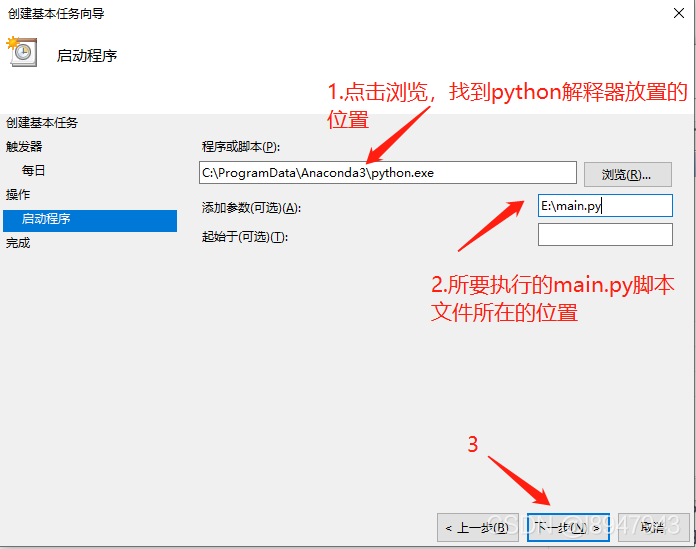 创建基本任务向导
启动程序
1.点击浏览，找到python解释器放置的
位置
创建基本任务
触发器
每日
操作
启动程序
完成
程序或脚本(P):
C:\ProgramData\Anaconda3\python.exe
浏览(R)...
添加参数(可选)(A):
E:\main.py
起始于(可选)(T):
2.所要执行的main.py脚本
文件所在的位置
3
< 上一步(B)
下一步(N) >
取消